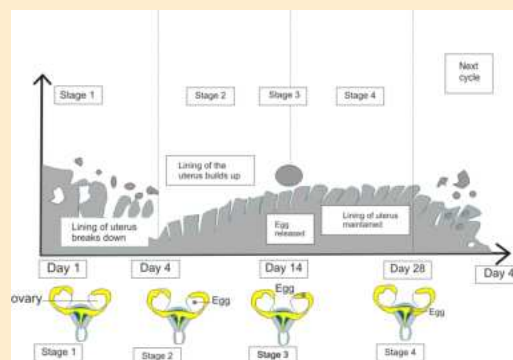 Next
cycle
Stage 1
Stage 2
Stage 3
Stage 4
Lining of the
uterus builds up
Lining of uterus
breaks down
Egg
released
Lining of uterus
maintained
Day 1
Day 4
Day 14
Day 28
Day 4
ovary
Egg
Egg
Egg
Stage 1
Stage 2
Stage 3
Stage 4